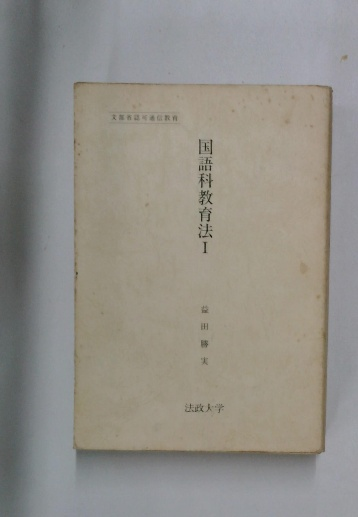 文部省認可通信教育
国語科教育法Ⅰ
益田勝実
法政大学